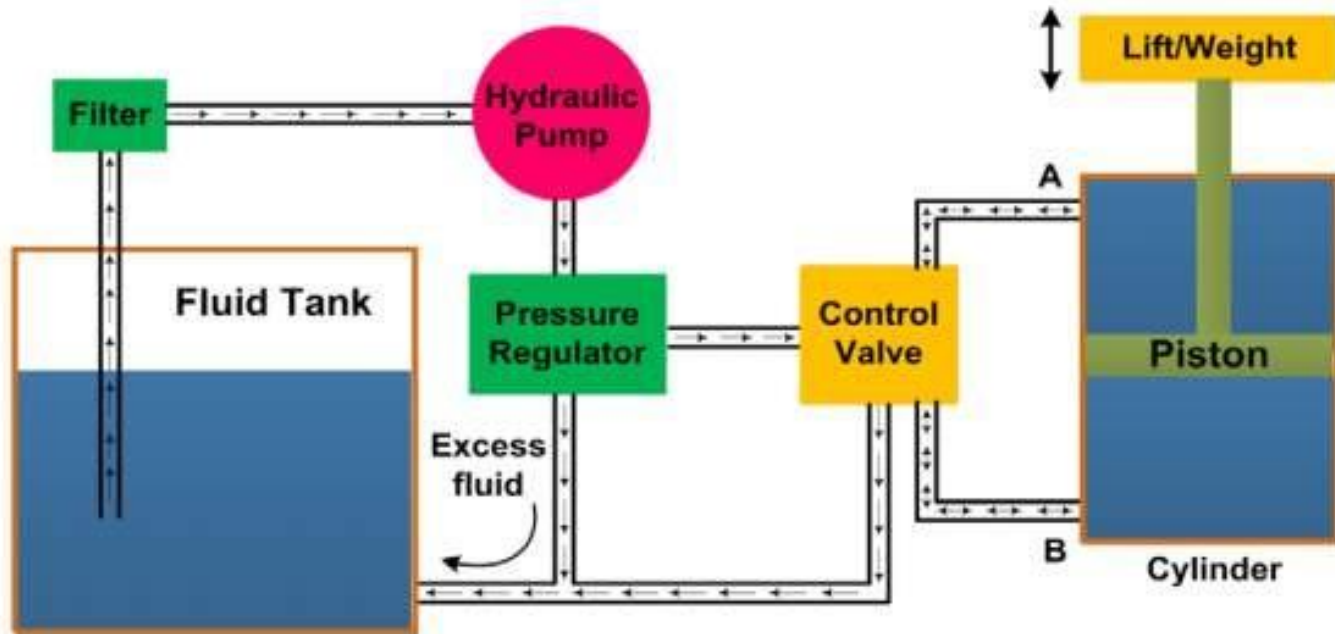 Lift/Weight
Filter
Hydraulic
Pump
A
Fluid Tank
Pressure
Regulator
Control
Valve
Piston
Excess
fluid
B
Cylinder